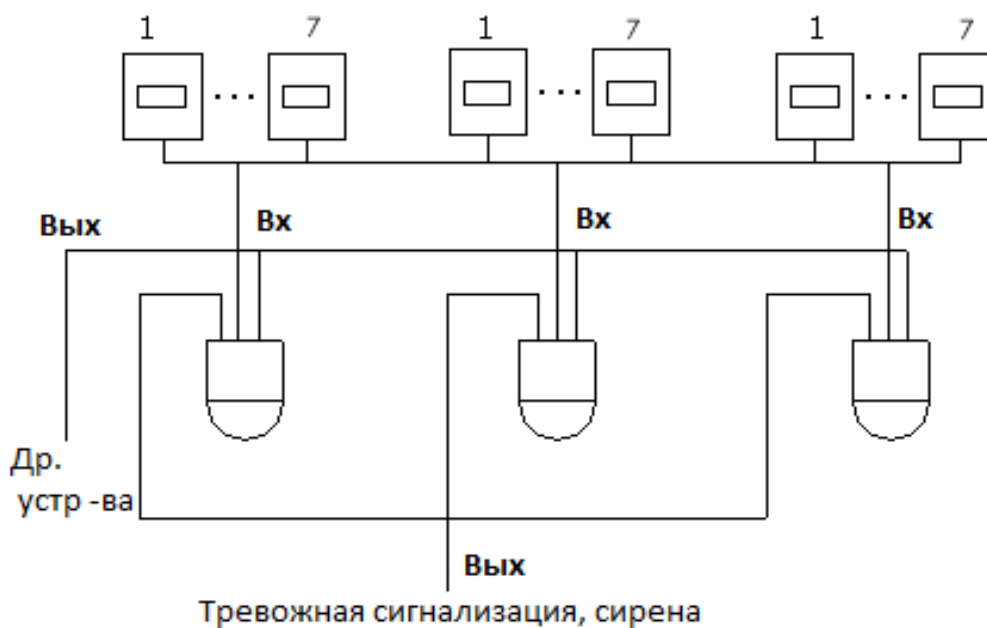 1 7 1 7 1 7
... ... ...
Вых Вх Вх Вх
Др.
устр -ва
Вых
Тревожная сигнализация, сирена